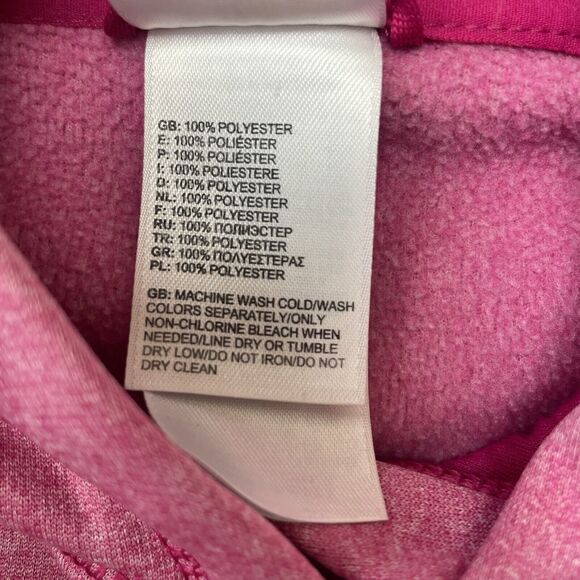 GB: 100% POLYESTER
E: 100% POLIÉSTER
P: 100% POLIÉSTER
I: 100% POLIESTERE
D: 100% POLYESTER
NL: 100% POLYESTER
F: 100% POLYESTER
RU: 100% ПОЛИЭСТЕР
TR: 100% POLYESTER
GR: 100% ΠΟΛΥΕΣΤΕΡΑΣ
PL: 100% POLYESTER
GB: MACHINE WASH COLD/WASH
COLORS SEPARATELY/ONLY
NON-CHLORINE BLEACH WHEN
NEEDED/LINE DRY OR TUMBLE
DRY LOW/DO NOT IRON/DO NOT
DRY CLEAN